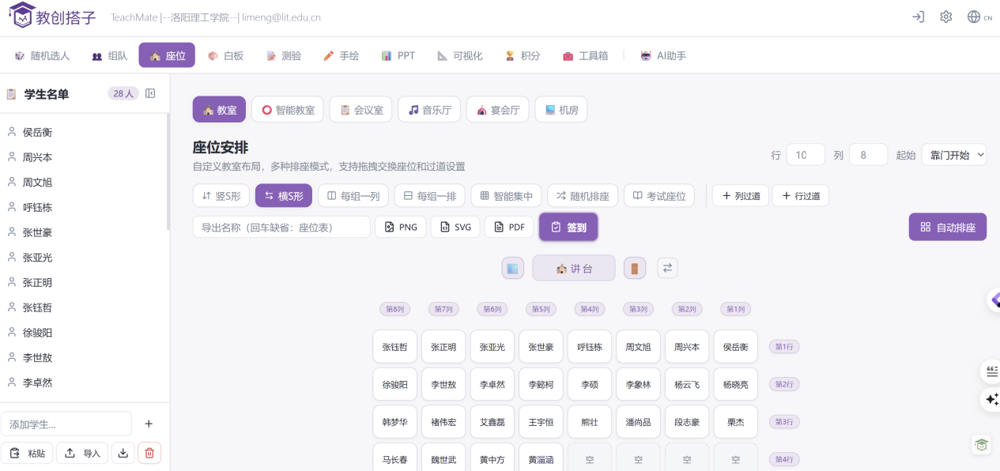 教创搭子 TeachMate |--洛阳理工学院--| limeng@lit.edu.cn CN
随机选人 组队 座位 白板 测验 手绘 PPT 可视化 积分 工具箱 AI助手
学生名单 28 人
侯岳衡
周兴本
周文旭
呼钰栋
张世豪
张亚光
张正明
张钰哲
徐骏阳
李世敖
李卓然
添加学生...
粘贴 导入
教室 智能教室 会议室 音乐厅 宴会厅 机房
座位安排
自定义教室布局，多种排座模式，支持拖拽交换座位和过道设置
行 10 列 8 起始 靠门开始
竖S形 横S形 每组一列 每组一排 智能集中 随机排座 考试座位 列过道 行过道
导出名称（回车缺省：座位表） PNG SVG PDF 签到 自动排座
讲台
第8列 第7列 第6列 第5列 第4列 第3列 第2列 第1列
张钰哲 张正明 张亚光 张世豪 呼钰栋 周文旭 周兴本 侯岳衡 第1行
徐骏阳 李世敖 李卓然 李懿柯 李硕 李象林 杨云飞 杨晓亮 第2行
韩梦华 褚伟宏 艾鑫磊 王宇恒 熊壮 潘尚品 段志豪 栗杰 第3行
马长春 魏世武 黄中方 黄淄涵 空 空 空 空 第4行